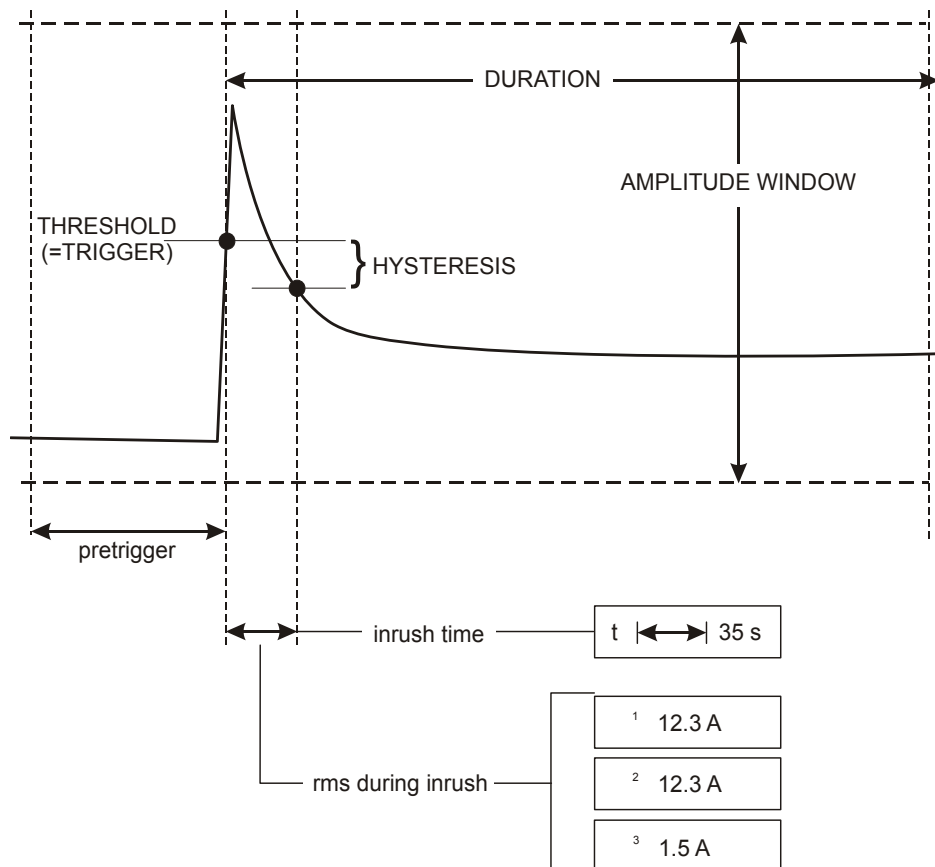 DURATION
AMPLITUDE WINDOW
THRESHOLD
(=TRIGGER)
HYSTERESIS
pretrigger
inrush time
t 35 s
1 12.3 A
rms during inrush
2 12.3 A
3 1.5 A